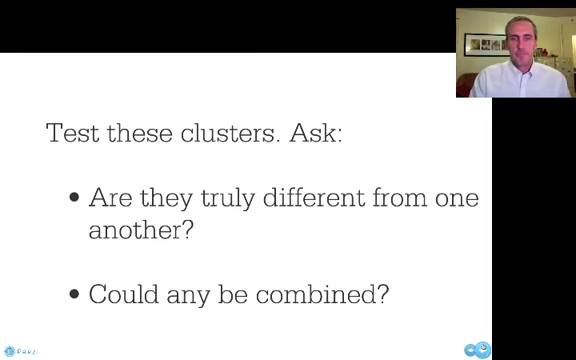 Test these clusters. Ask:
• Are they truly different from one
another?
• Could any be combined?